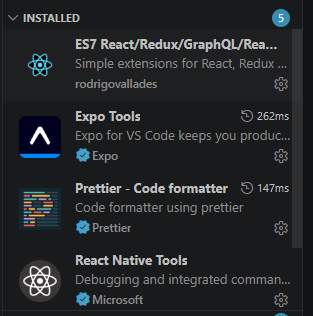 INSTALLED
5
ES7 React/Redux/GraphQL/Rea...
Simple extensions for React, Redux ...
rodrigovallades
Expo Tools
262ms
Expo for VS Code keeps you produc...
Expo
Prettier - Code formatter
147ms
Code formatter using prettier
Prettier
React Native Tools
Debugging and integrated comman...
Microsoft